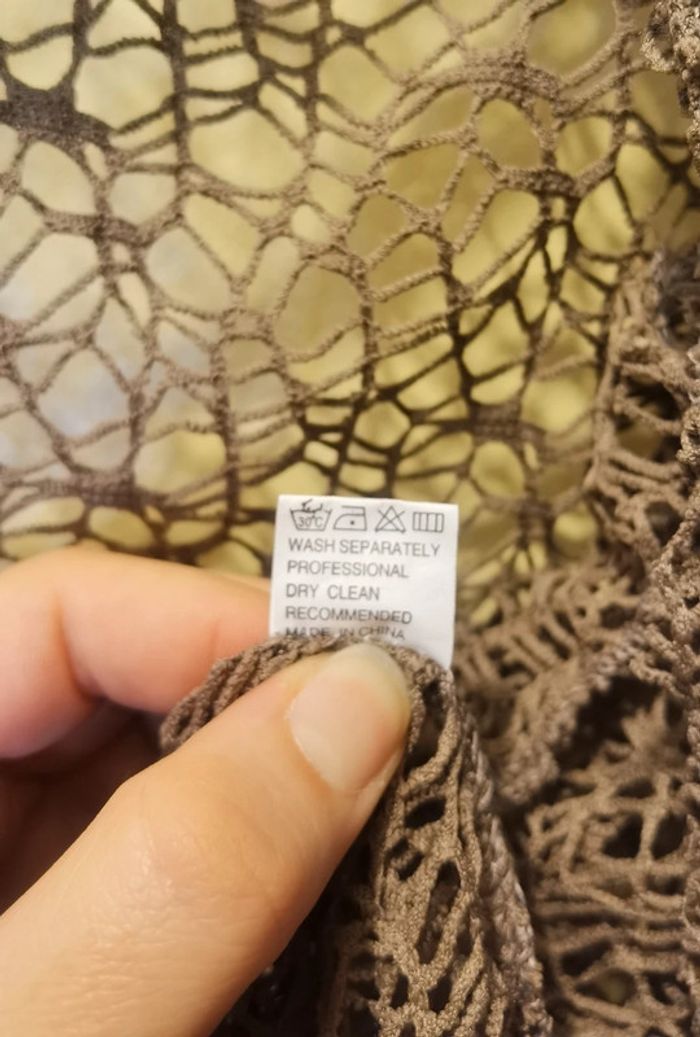 30°C
WASH SEPARATELY
PROFESSIONAL
DRY CLEAN
RECOMMENDED
MADE IN CHINA